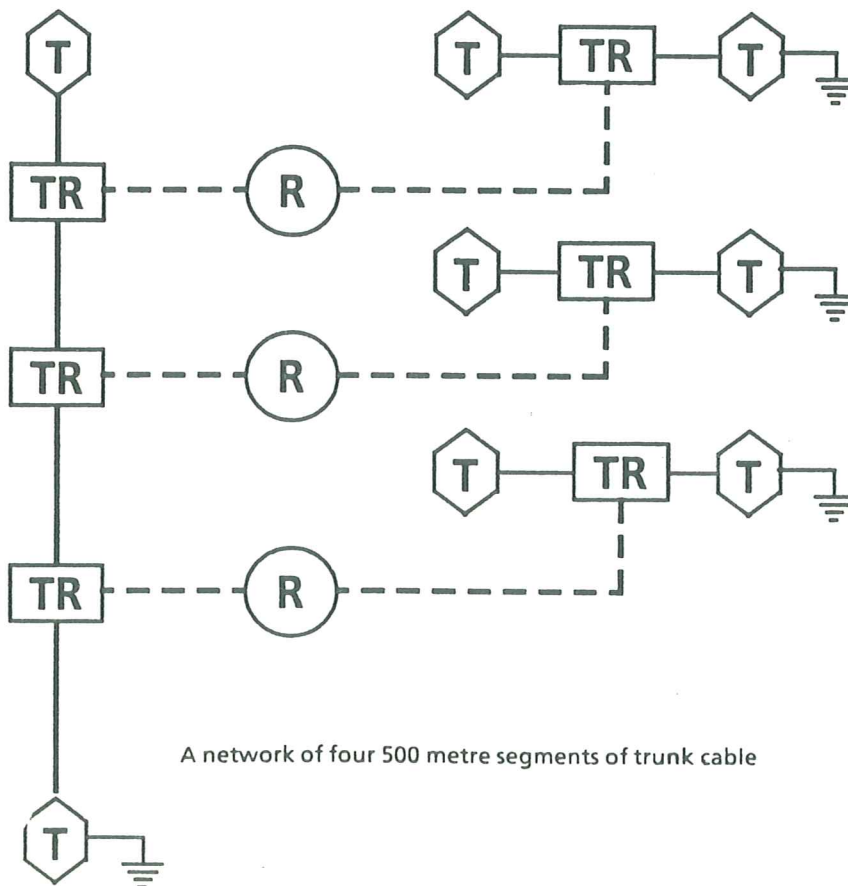 T
T TR T
TR R
T TR T
TR R
T TR T
TR R
A network of four 500 metre segments of trunk cable
T